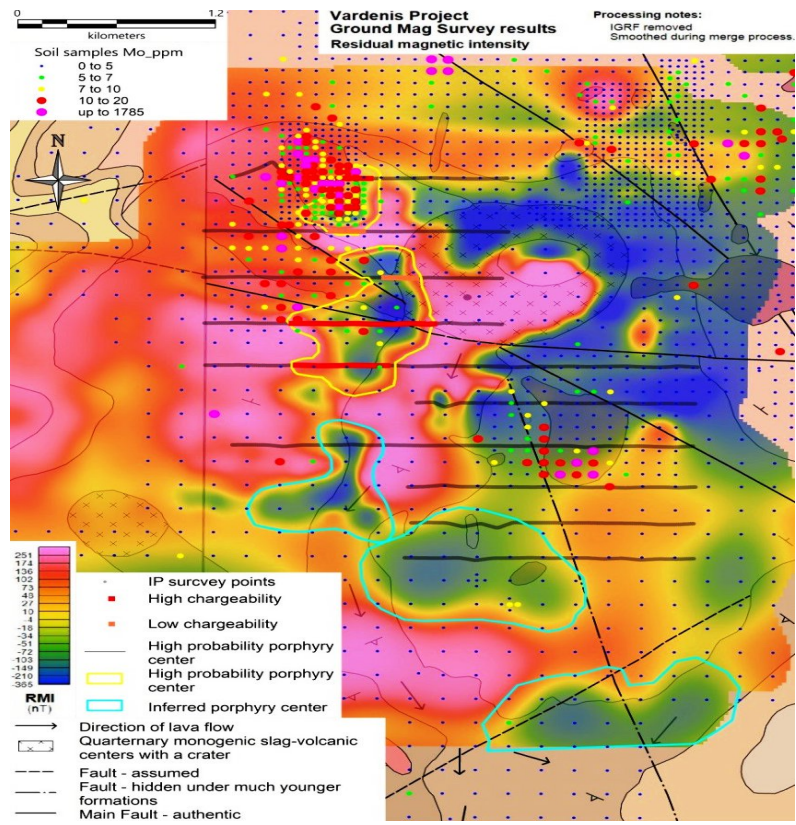 0
1.2
kilometers
Vardenis Project
Ground Mag Survey results
Residual magnetic intensity
Processing notes:
IGRF removed
Smoothed during merge process.
Soil samples Mo_ppm
0 to 5
5 to 7
7 to 10
10 to 20
up to 1785
N
251
174
136
102
73
48
27
10
-4
-18
-34
-51
-72
-103
-149
-210
-365
RMI
(nT)
IP surcvey points
High chargeability
Low chargeability
High probability porphyry
center
High probability porphyry
center
Inferred porphyry center
Direction of lava flow
Quaternary monogenic slag-volcanic
centers with a crater
Fault - assumed
Fault - hidden under much younger
formations
Main Fault - authentic